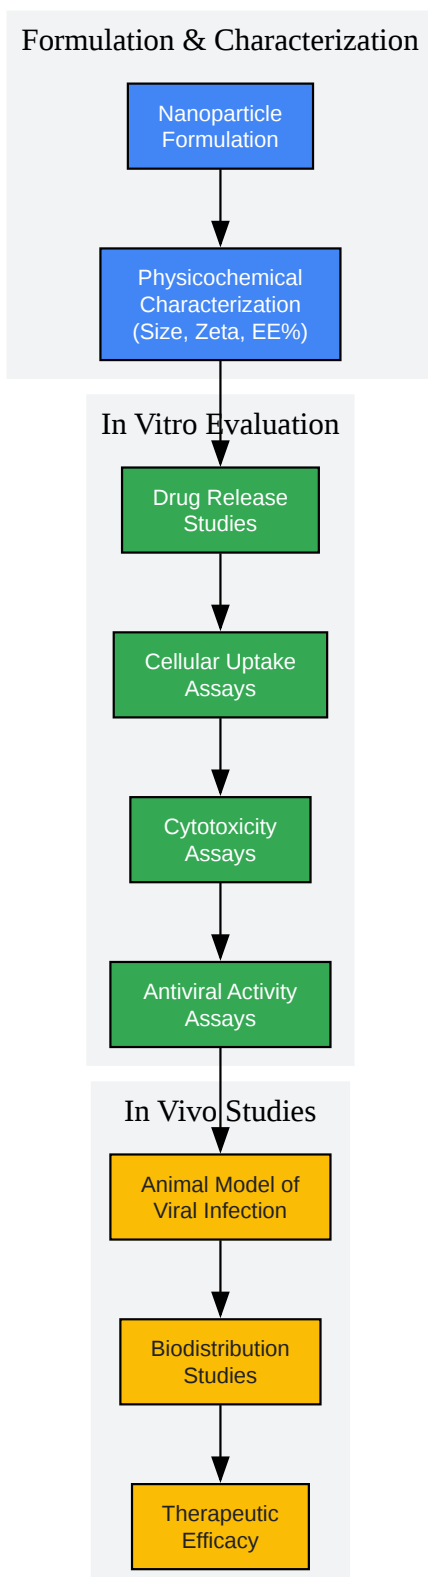 Formulation & Characterization
Nanoparticle
Formulation
Physicochemical
Characterization
(Size, Zeta, EE%)
In Vitro Evaluation
Drug Release
Studies
Cellular Uptake
Assays
Cytotoxicity
Assays
Antiviral Activity
Assays
In Vivo Studies
Animal Model of
Viral Infection
Biodistribution
Studies
Therapeutic
Efficacy